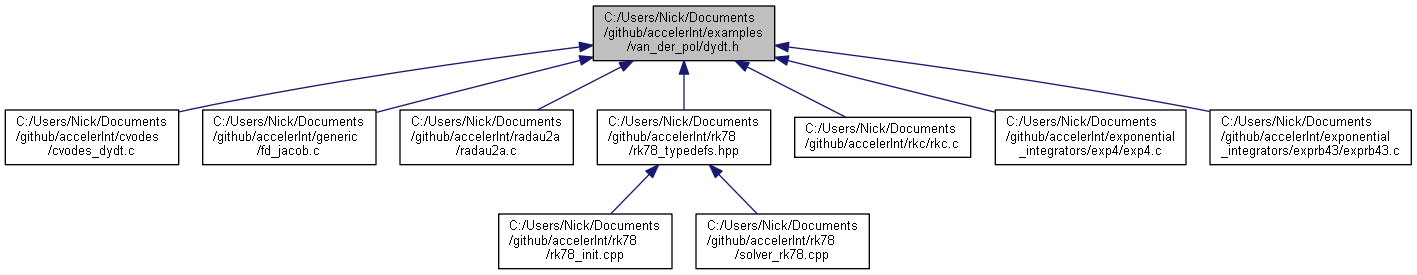 C:/Users/Nick/Documents
/github/accelerInt/examples
/van_der_pol/dydt.h
C:/Users/Nick/Documents
/github/accelerInt/cvodes
/cvodes_dydt.c
C:/Users/Nick/Documents
/github/accelerInt/generic
/fd_jacob.c
C:/Users/Nick/Documents
/github/accelerInt/radau2a
/radau2a.c
C:/Users/Nick/Documents
/github/accelerInt/rk78
/rk78_typedefs.hpp
C:/Users/Nick/Documents
/github/accelerInt/rkc/rkc.c
C:/Users/Nick/Documents
/github/accelerInt/exponential
_integrators/exp4/exp4.c
C:/Users/Nick/Documents
/github/accelerInt/exponential
_integrators/exprb43/exprb43.c
C:/Users/Nick/Documents
/github/accelerInt/rk78
/rk78_init.cpp
C:/Users/Nick/Documents
/github/accelerInt/rk78
/solver_rk78.cpp